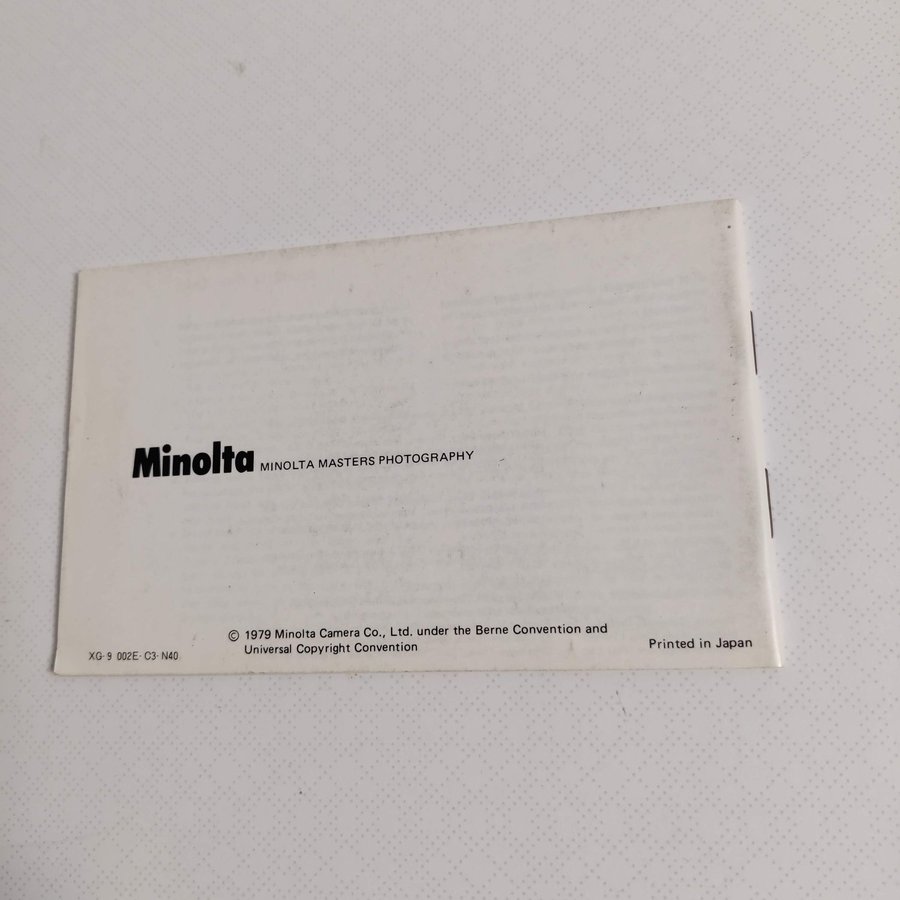 Minolta MINOLTA MASTERS PHOTOGRAPHY
© 1979 Minolta Camera Co., Ltd. under the Berne Convention and
Universal Copyright Convention
XG-9 002E-C3-N40
Printed in Japan